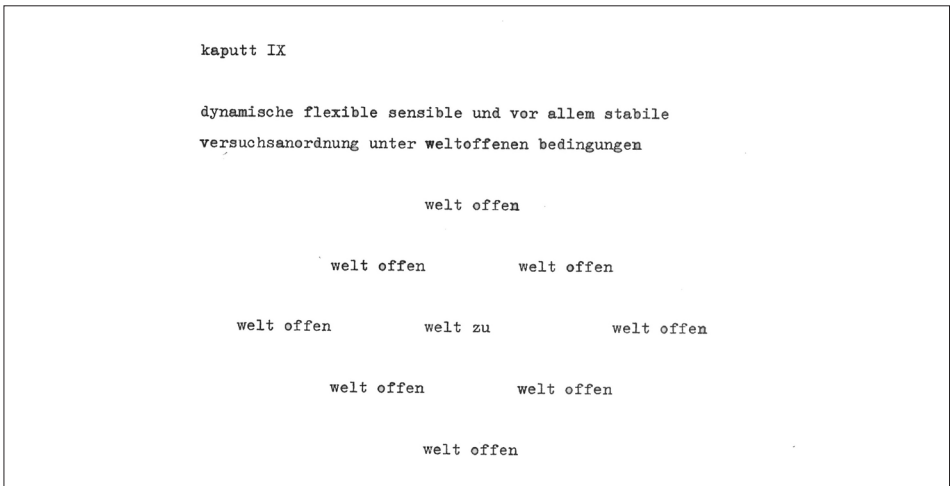 kaputt IX
dynamische flexible sensible und vor allem stabile
versuchsanordnung unter weltoffenen bedingungen
welt offen
welt offen welt offen
welt offen welt zu welt offen
welt offen welt offen
welt offen